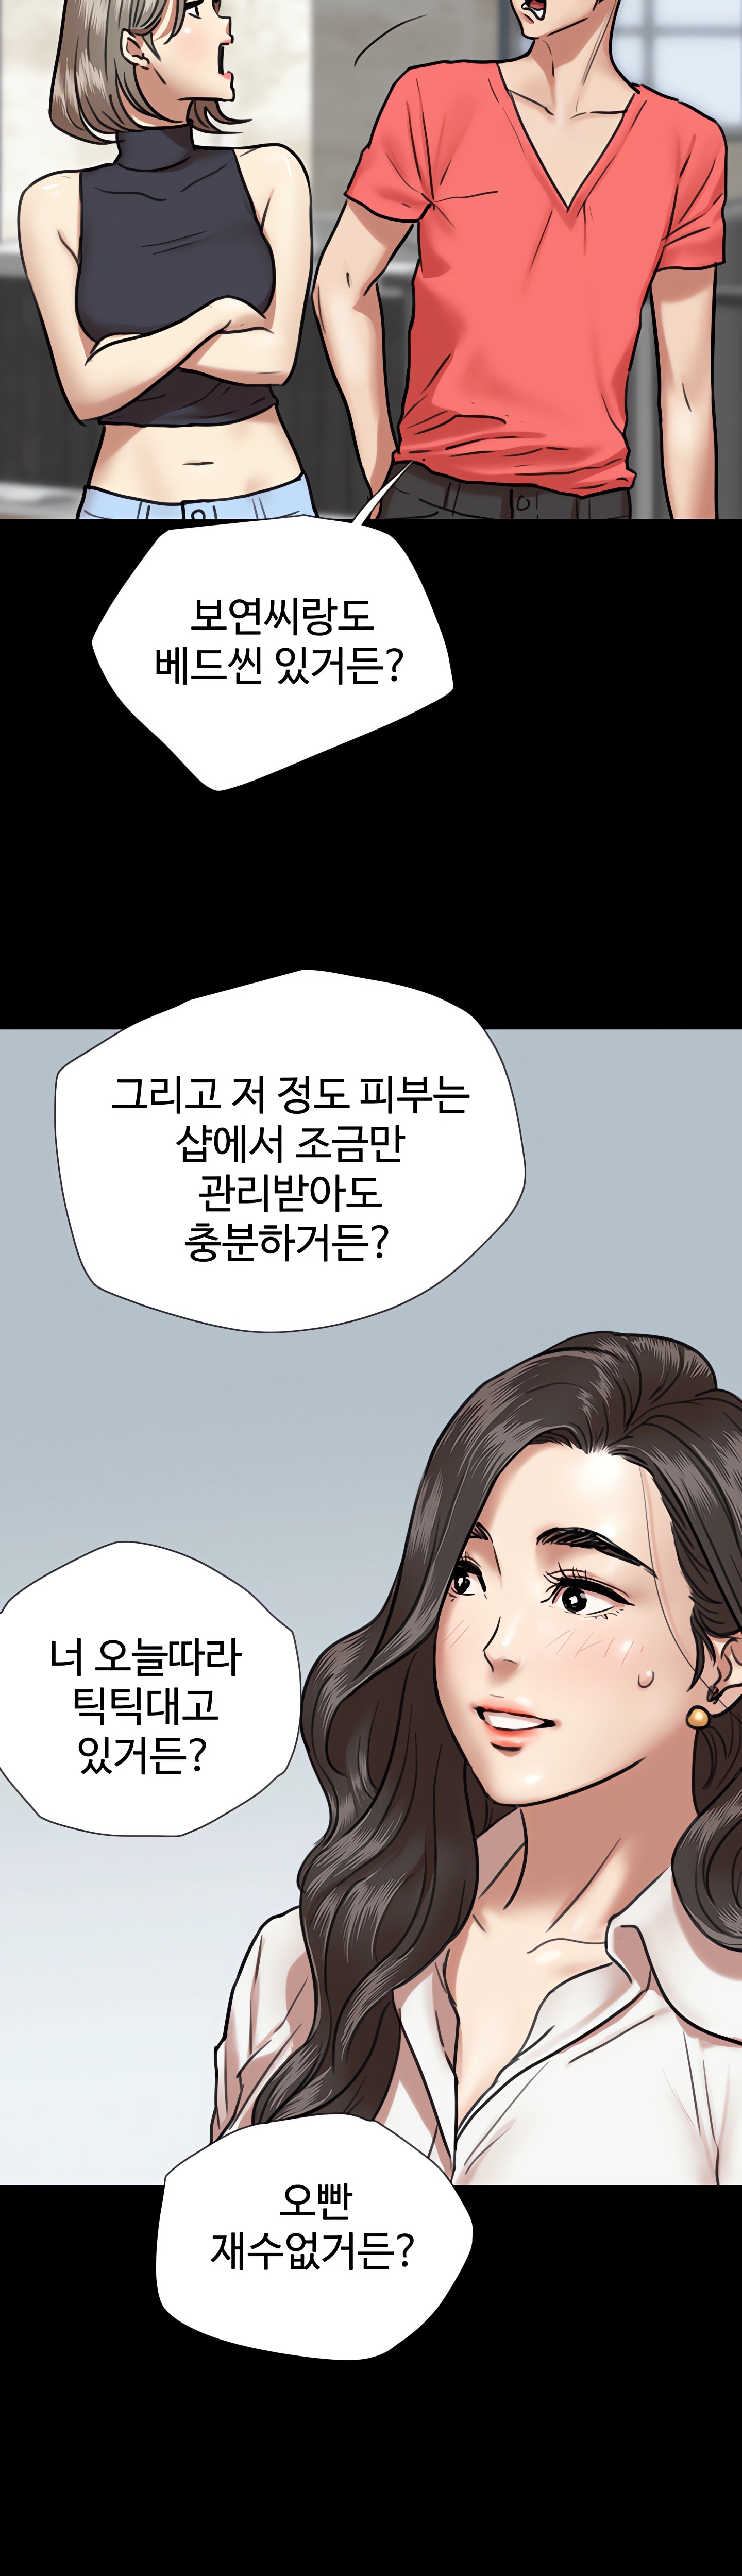 보연씨랑도
베드씬 있거든?
그리고 저 정도 피부는
샵에서 조금만
관리받아도
충분하거든?
너 오늘따라
틱틱대고
있거든?
오빤
재수없거든?